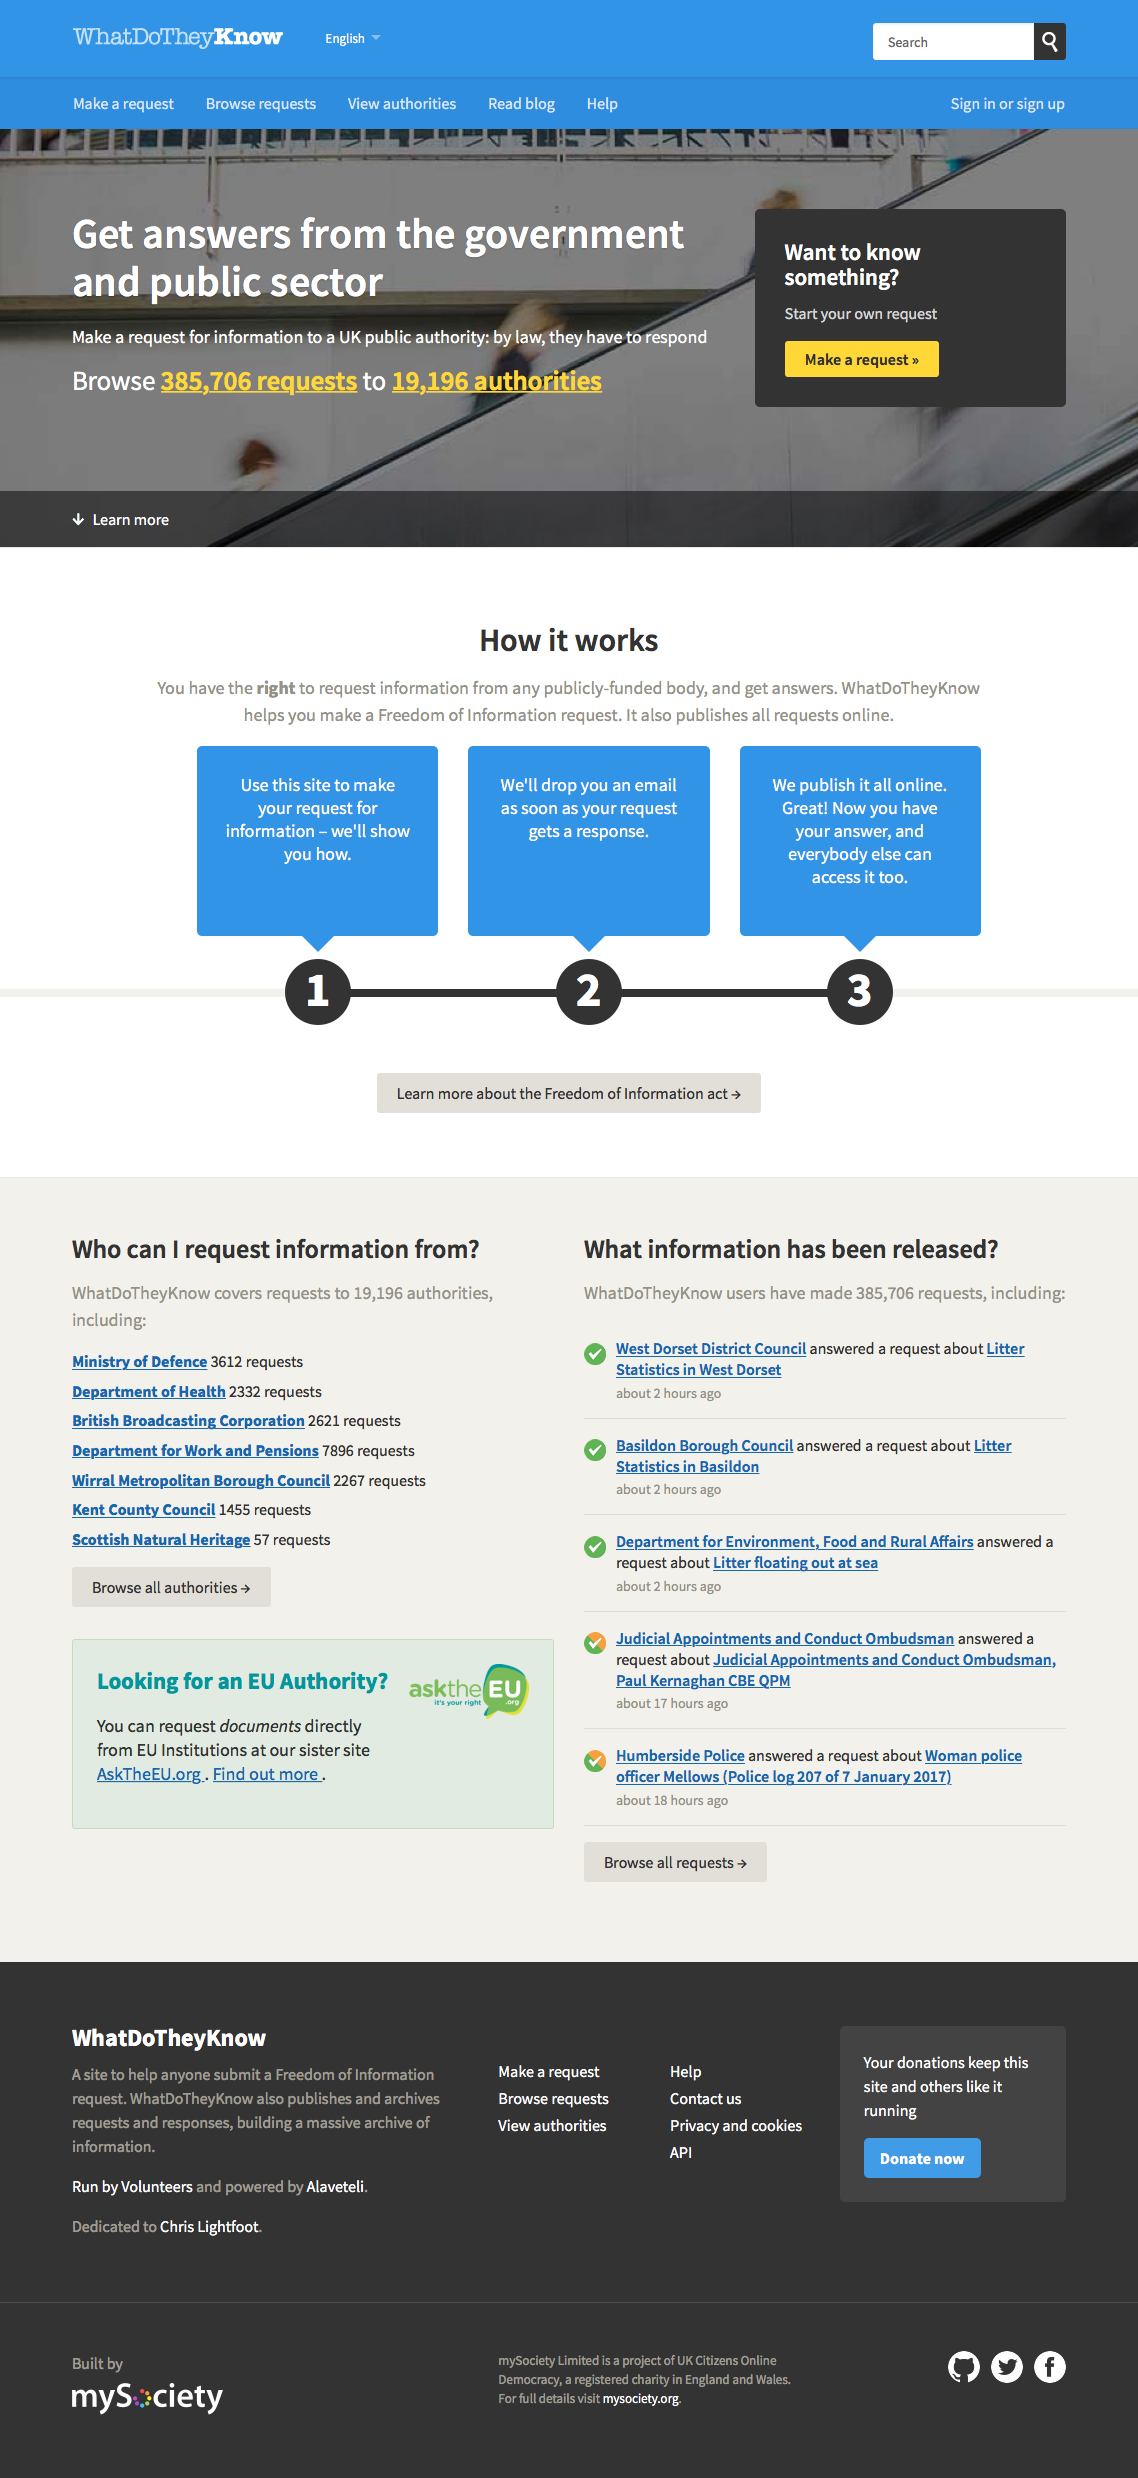 WhatDoTheyKnow
English
Search
Make a request
Browse requests
View authorities
Read blog
Help
Sign in or sign up
Get answers from the government
and public sector
Make a request for information to a UK public authority: by law, they have to respond
Browse 385,706 requests to 19,196 authorities
Want to know
something?
Start your own request
Make a request »
↓ Learn more
How it works
You have the right to request information from any publicly-funded body, and get answers. WhatDoTheyKnow
helps you make a Freedom of Information request. It also publishes all requests online.
Use this site to make
your request for
information – we'll show
you how.
We'll drop you an email
as soon as your request
gets a response.
We publish it all online.
Great! Now you have
your answer, and
everybody else can
access it too.
1
2
3
Learn more about the Freedom of Information act →
Who can I request information from?
WhatDoTheyKnow covers requests to 19,196 authorities,
including:
Ministry of Defence 3612 requests
Department of Health 2332 requests
British Broadcasting Corporation 2621 requests
Department for Work and Pensions 7896 requests
Wirral Metropolitan Borough Council 2267 requests
Kent County Council 1455 requests
Scottish Natural Heritage 57 requests
Browse all authorities →
Looking for an EU Authority?
asktheEU
it's your right .org
You can request documents directly
from EU Institutions at our sister site
AskTheEU.org . Find out more .
What information has been released?
WhatDoTheyKnow users have made 385,706 requests, including:
West Dorset District Council answered a request about Litter
Statistics in West Dorset
about 2 hours ago
Basildon Borough Council answered a request about Litter
Statistics in Basildon
about 2 hours ago
Department for Environment, Food and Rural Affairs answered a
request about Litter floating out at sea
about 2 hours ago
Judicial Appointments and Conduct Ombudsman answered a
request about Judicial Appointments and Conduct Ombudsman,
Paul Kernaghan CBE QPM
about 17 hours ago
Humberside Police answered a request about Woman police
officer Mellows (Police log 207 of 7 January 2017)
about 18 hours ago
Browse all requests →
WhatDoTheyKnow
A site to help anyone submit a Freedom of Information
request. WhatDoTheyKnow also publishes and archives
requests and responses, building a massive archive of
information.
Run by Volunteers and powered by Alaveteli.
Dedicated to Chris Lightfoot.
Make a request
Browse requests
View authorities
Help
Contact us
Privacy and cookies
API
Your donations keep this
site and others like it
running
Donate now
Built by
mySociety
mySociety Limited is a project of UK Citizens Online
Democracy, a registered charity in England and Wales.
For full details visit mysociety.org.